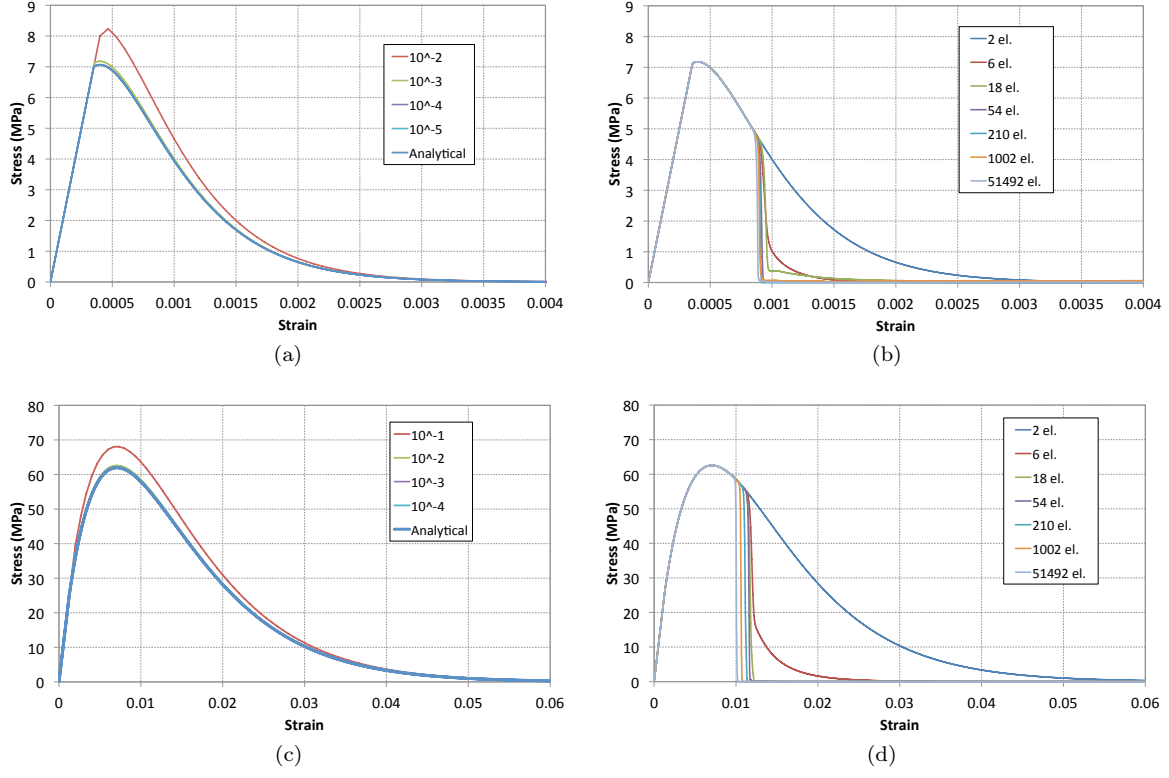 9
8
7
6
5
4
3
2
1
0
Stress (MPa)
0 0.0005 0.001 0.0015 0.002 0.0025 0.003 0.0035 0.004
Strain
10^-2
10^-3
10^-4
10^-5
Analytical
(a)
9
8
7
6
5
4
3
2
1
0
Stress (MPa)
0 0.0005 0.001 0.0015 0.002 0.0025 0.003 0.0035 0.004
Strain
2 el.
6 el.
18 el.
54 el.
210 el.
1002 el.
51492 el.
(b)
80
70
60
50
40
30
20
10
0
Stress (MPa)
0.00 0.01 0.02 0.03 0.04 0.05 0.06
Strain
10^-1
10^-2
10^-3
10^-4
Analytical
(c)
80
70
60
50
40
30
20
10
0
Stress (MPa)
0 0.01 0.02 0.03 0.04 0.05 0.06
Strain
2 el.
6 el.
18 el.
54 el.
210 el.
1002 el.
51492 el.
(d)